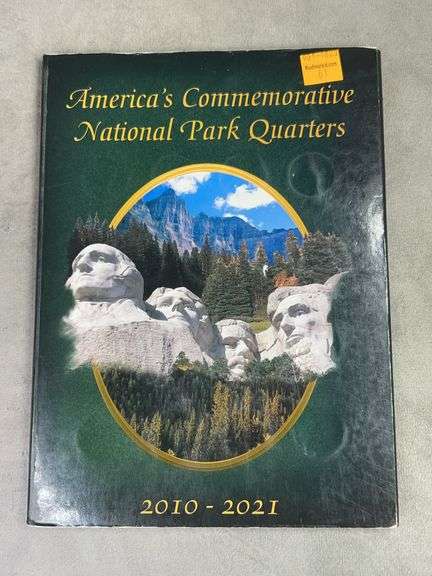 America's Commemorative
National Park Quarters
2010 - 2021